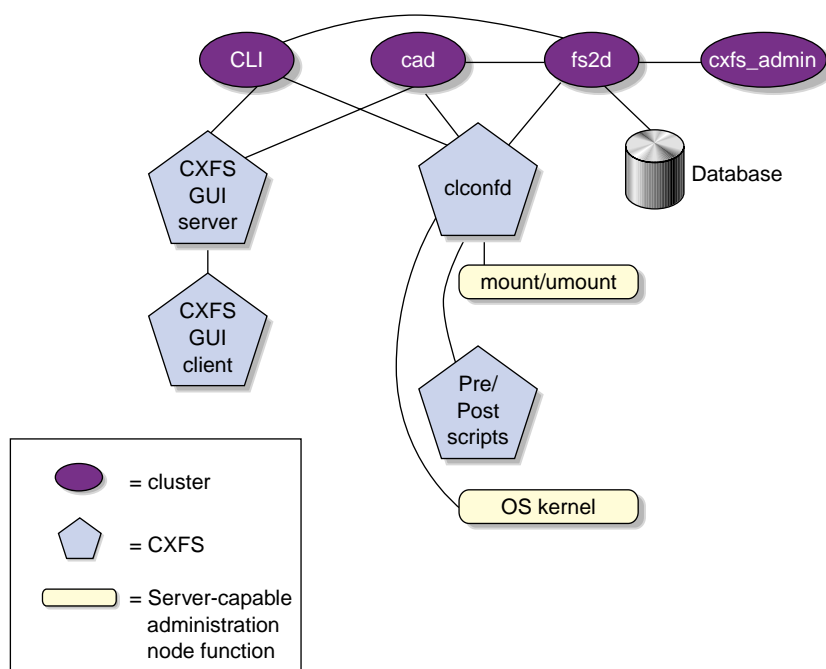 CLI
cad
fs2d
cxfs_admin
CXFS
GUI
server
clconfd
Database
mount/umount
CXFS
GUI
client
Pre/
Post
scripts
OS kernel
= cluster
= CXFS
= Server-capable
administration
node function